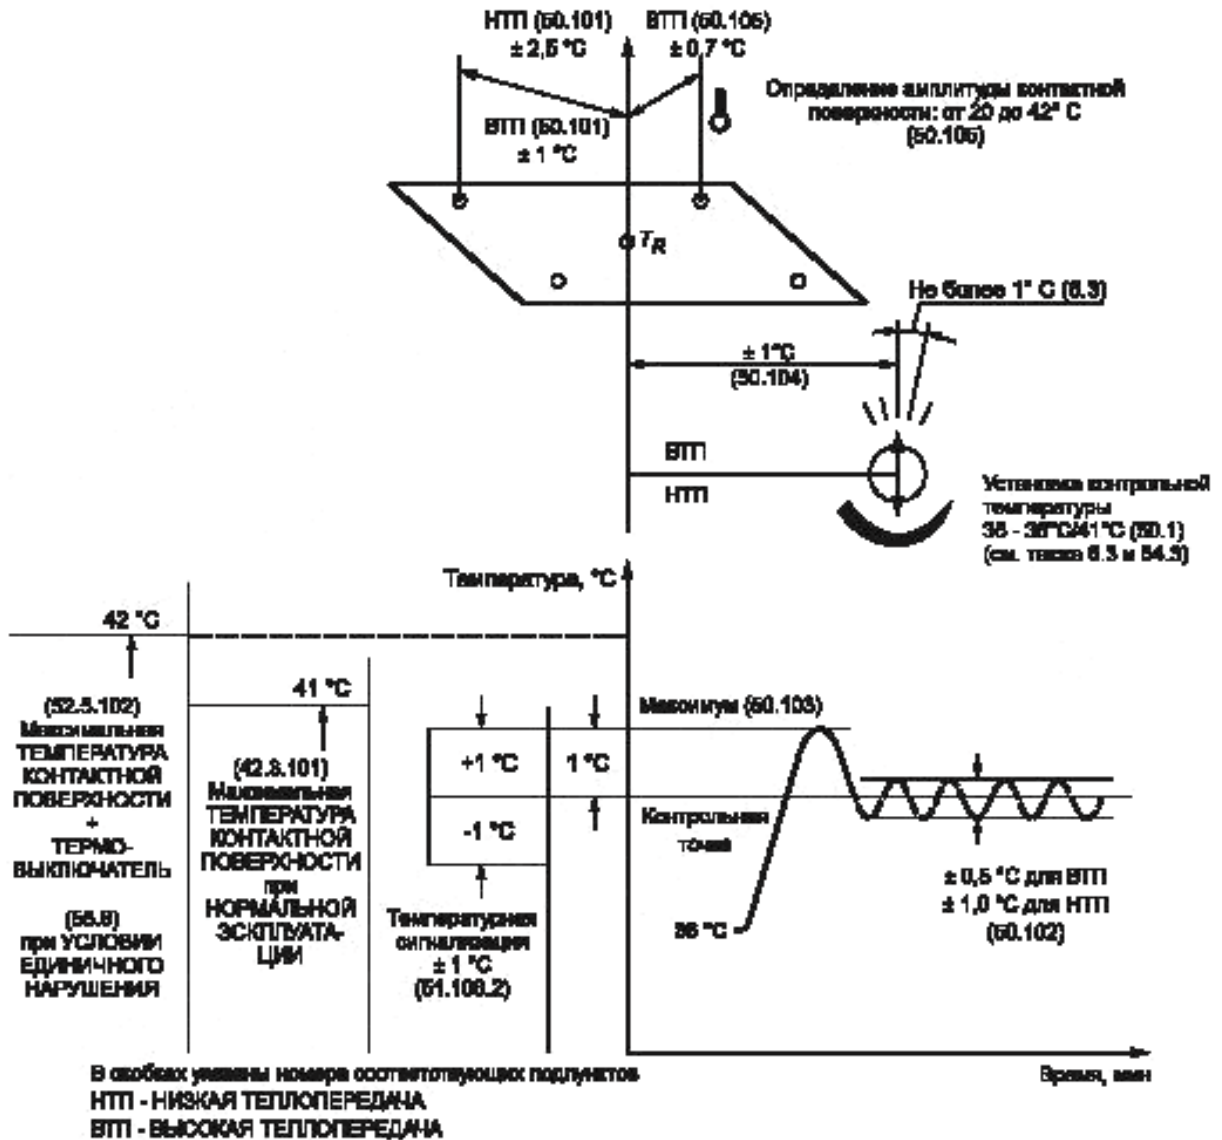 НТП (50.101)
± 2,5 °С
ВТП (50.105)
± 0,7 °С
ВТП (50.101)
± 1 °С
Определение амплитуды контактной
поверхности: от 20 до 42° С
(50.105)
TR
Не более 1° С (6.3)
± 1°С
(50.104)
ВТП
НТП
Установка контрольной
температуры
(см. также 6.3 и 54.3)
Температура, °С
42 °С
(52.5.102)
Максимальная
ТЕМПЕРАТУРА
КОНТАКТНОЙ
ПОВЕРХНОСТИ
+
ТЕРМО-
ВЫКЛЮЧАТЕЛЬ
при УСЛОВИИ
ЕДИНИЧНОГО
НАРУШЕНИЯ
41 °С
(42.3.101)
Максимальная
ТЕМПЕРАТУРА
КОНТАКТНОЙ
ПОВЕРХНОСТИ
при
НОРМАЛЬНОЙ
ЭСКПЛУАТА-
ЦИИ
+1 °С
-1 °С
1 °С
Температурная
сигнализация
± 1 °С
Максимум (50.103)
Контрольная
точка
36 °С
± 0,5 °С для ВТП
± 1,0 °С для НТП
(50.102)
Время, мин
В скобках указаны номера соответствующих подпунктов
НТП - НИЗКАЯ ТЕПЛОПЕРЕДАЧА
ВТП - ВЫСОКАЯ ТЕПЛОПЕРЕДАЧА